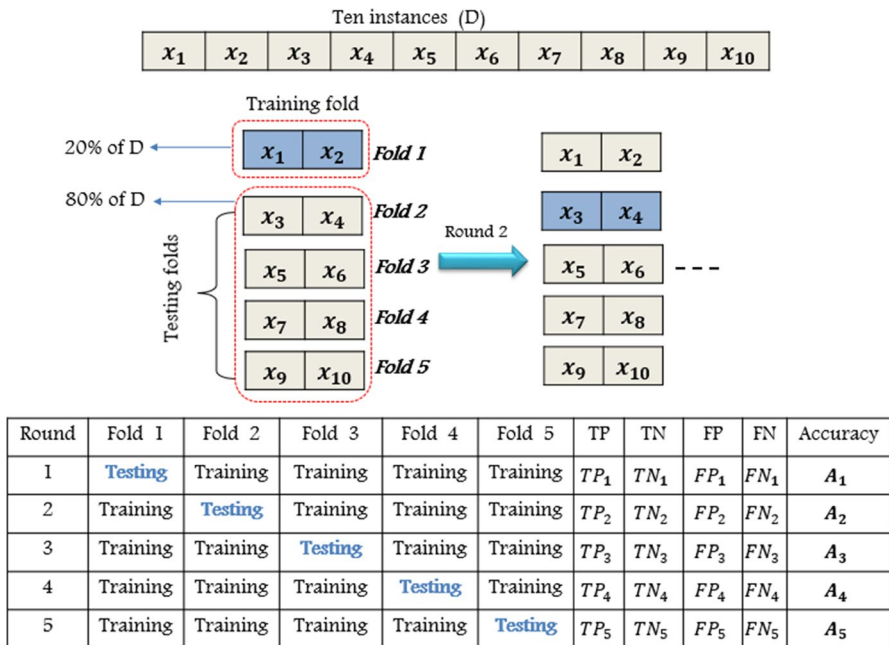 Ten instances (D)
x₁ x₂ x₃ x₄ x₅ x₆ x₇ x₈ x₉ x₁₀
Training fold
20% of D
x₁ x₂ Fold 1
80% of D
x₃ x₄ Fold 2
x₅ x₆ Fold 3
x₇ x₈ Fold 4
x₉ x₁₀ Fold 5
Testing folds
Round 2
x₁ x₂
x₃ x₄
x₅ x₆ ---
x₇ x₈
x₉ x₁₀
Round Fold 1 Fold 2 Fold 3 Fold 4 Fold 5 TP TN FP FN Accuracy
1 Testing Training Training Training Training TP₁ TN₁ FP₁ FN₁ A₁
2 Training Testing Training Training Training TP₂ TN₂ FP₂ FN₂ A₂
3 Training Training Testing Training Training TP₃ TN₃ FP₃ FN₃ A₃
4 Training Training Training Testing Training TP₄ TN₄ FP₄ FN₄ A₄
5 Training Training Training Training Testing TP₅ TN₅ FP₅ FN₅ A₅